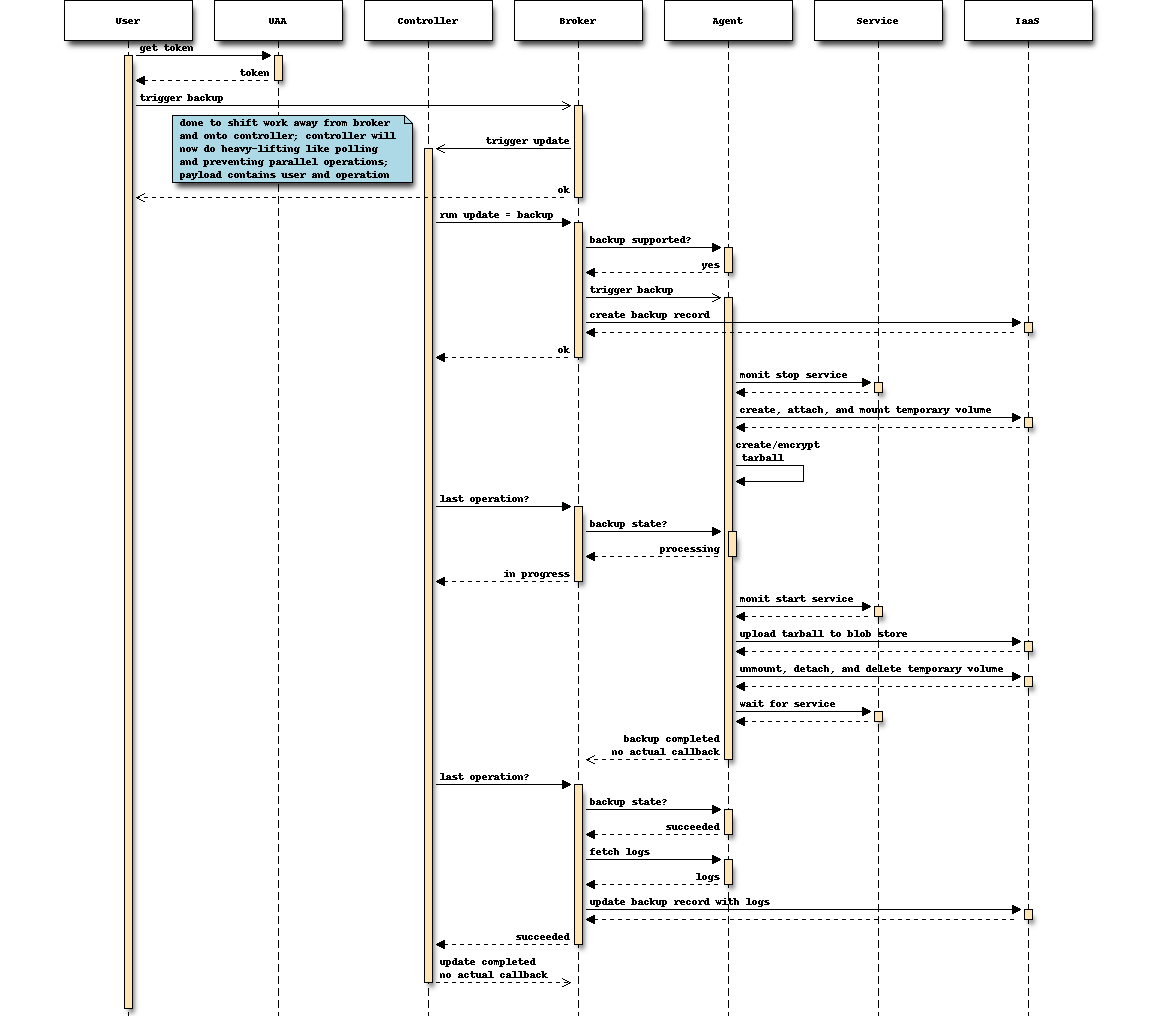 User
UAA
Controller
Broker
Agent
Service
IaaS
get token
token
trigger backup
done to shift work away from broker
and onto controller; controller will
now do heavy-lifting like polling
and preventing parallel operations;
payload contains user and operation
trigger update
ok
run update = backup
backup supported?
yes
trigger backup
create backup record
ok
monit stop service
create, attach, and mount temporary volume
create/encrypt
tarball
last operation?
backup state?
processing
in progress
monit start service
upload tarball to blob store
unmount, detach, and delete temporary volume
wait for service
backup completed
no actual callback
last operation?
backup state?
succeeded
fetch logs
logs
update backup record with logs
succeeded
update completed
no actual callback